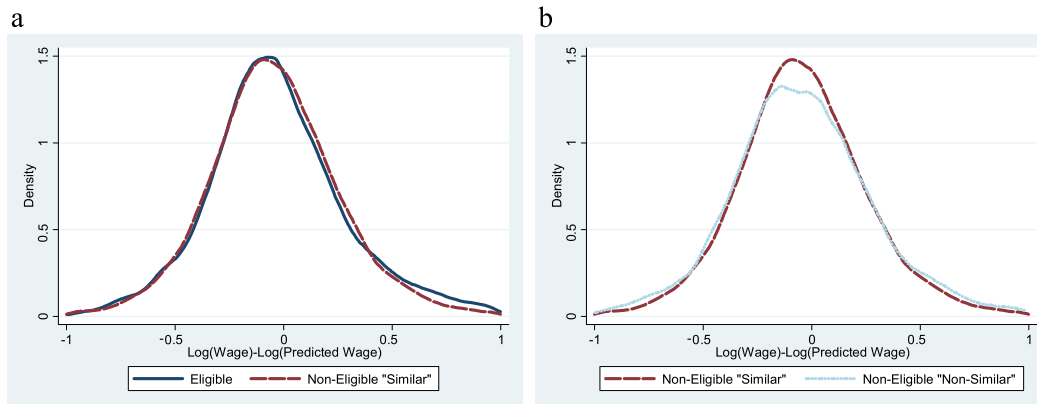 a
Density
1.5
1
0.5
0
-1
-0.5
0
0.5
1
Log(Wage)-Log(Predicted Wage)
Eligible
Non-Eligible "Similar"
b
Density
1.5
1
0.5
0
-1
-0.5
0
0.5
1
Log(Wage)-Log(Predicted Wage)
Non-Eligible "Similar"
Non-Eligible "Non-Similar"